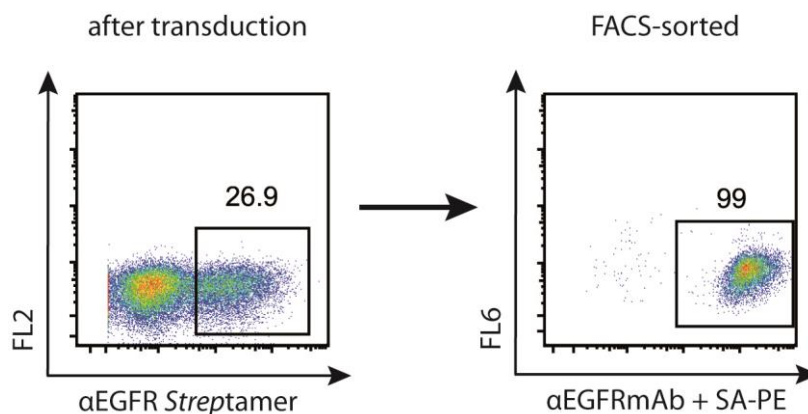 after transduction
FACS-sorted
26.9
99
FL2
FL6
αEGFR Streptamer
αEGFRmAb + SA-PE